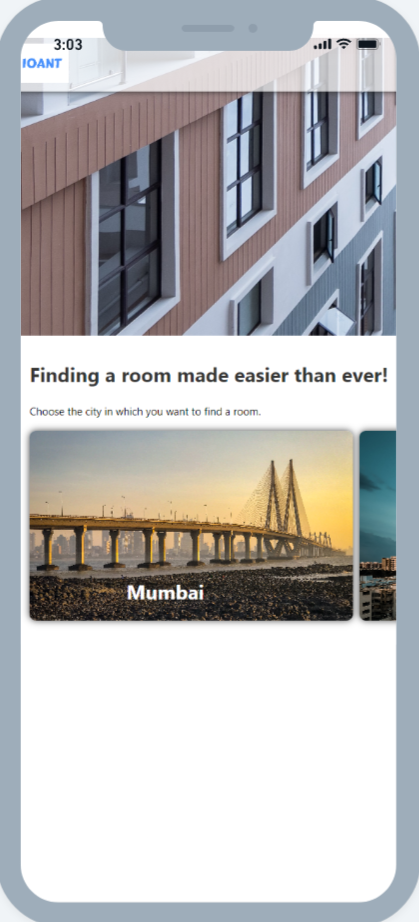 3:03
JOANT
Finding a room made easier than ever!
Choose the city in which you want to find a room.
Mumbai